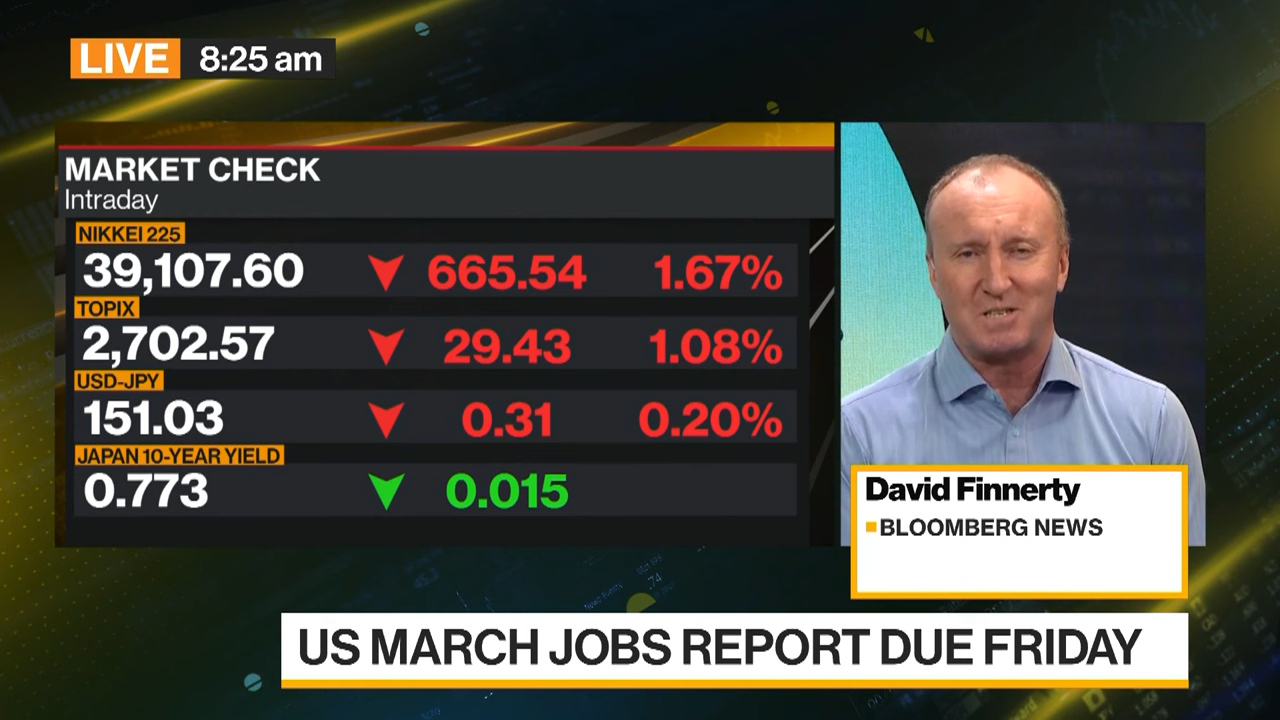 LIVE 8:25 am
MARKET CHECK
Intraday
NIKKEI 225
39,107.60 665.54 1.67%
TOPIX
2,702.57 29.43 1.08%
USD-JPY
151.03 0.31 0.20%
JAPAN 10-YEAR YIELD
0.773 0.015
David Finnerty
BLOOMBERG NEWS
US MARCH JOBS REPORT DUE FRIDAY